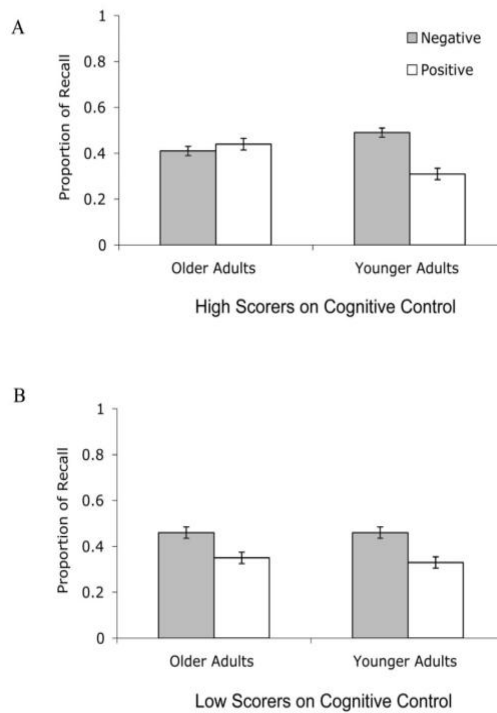 A
Negative
Positive
Proportion of Recall
1
0.8
0.6
0.4
0.2
0
Older Adults
Younger Adults
High Scorers on Cognitive Control
B
Proportion of Recall
1
0.8
0.6
0.4
0.2
0
Older Adults
Younger Adults
Low Scorers on Cognitive Control